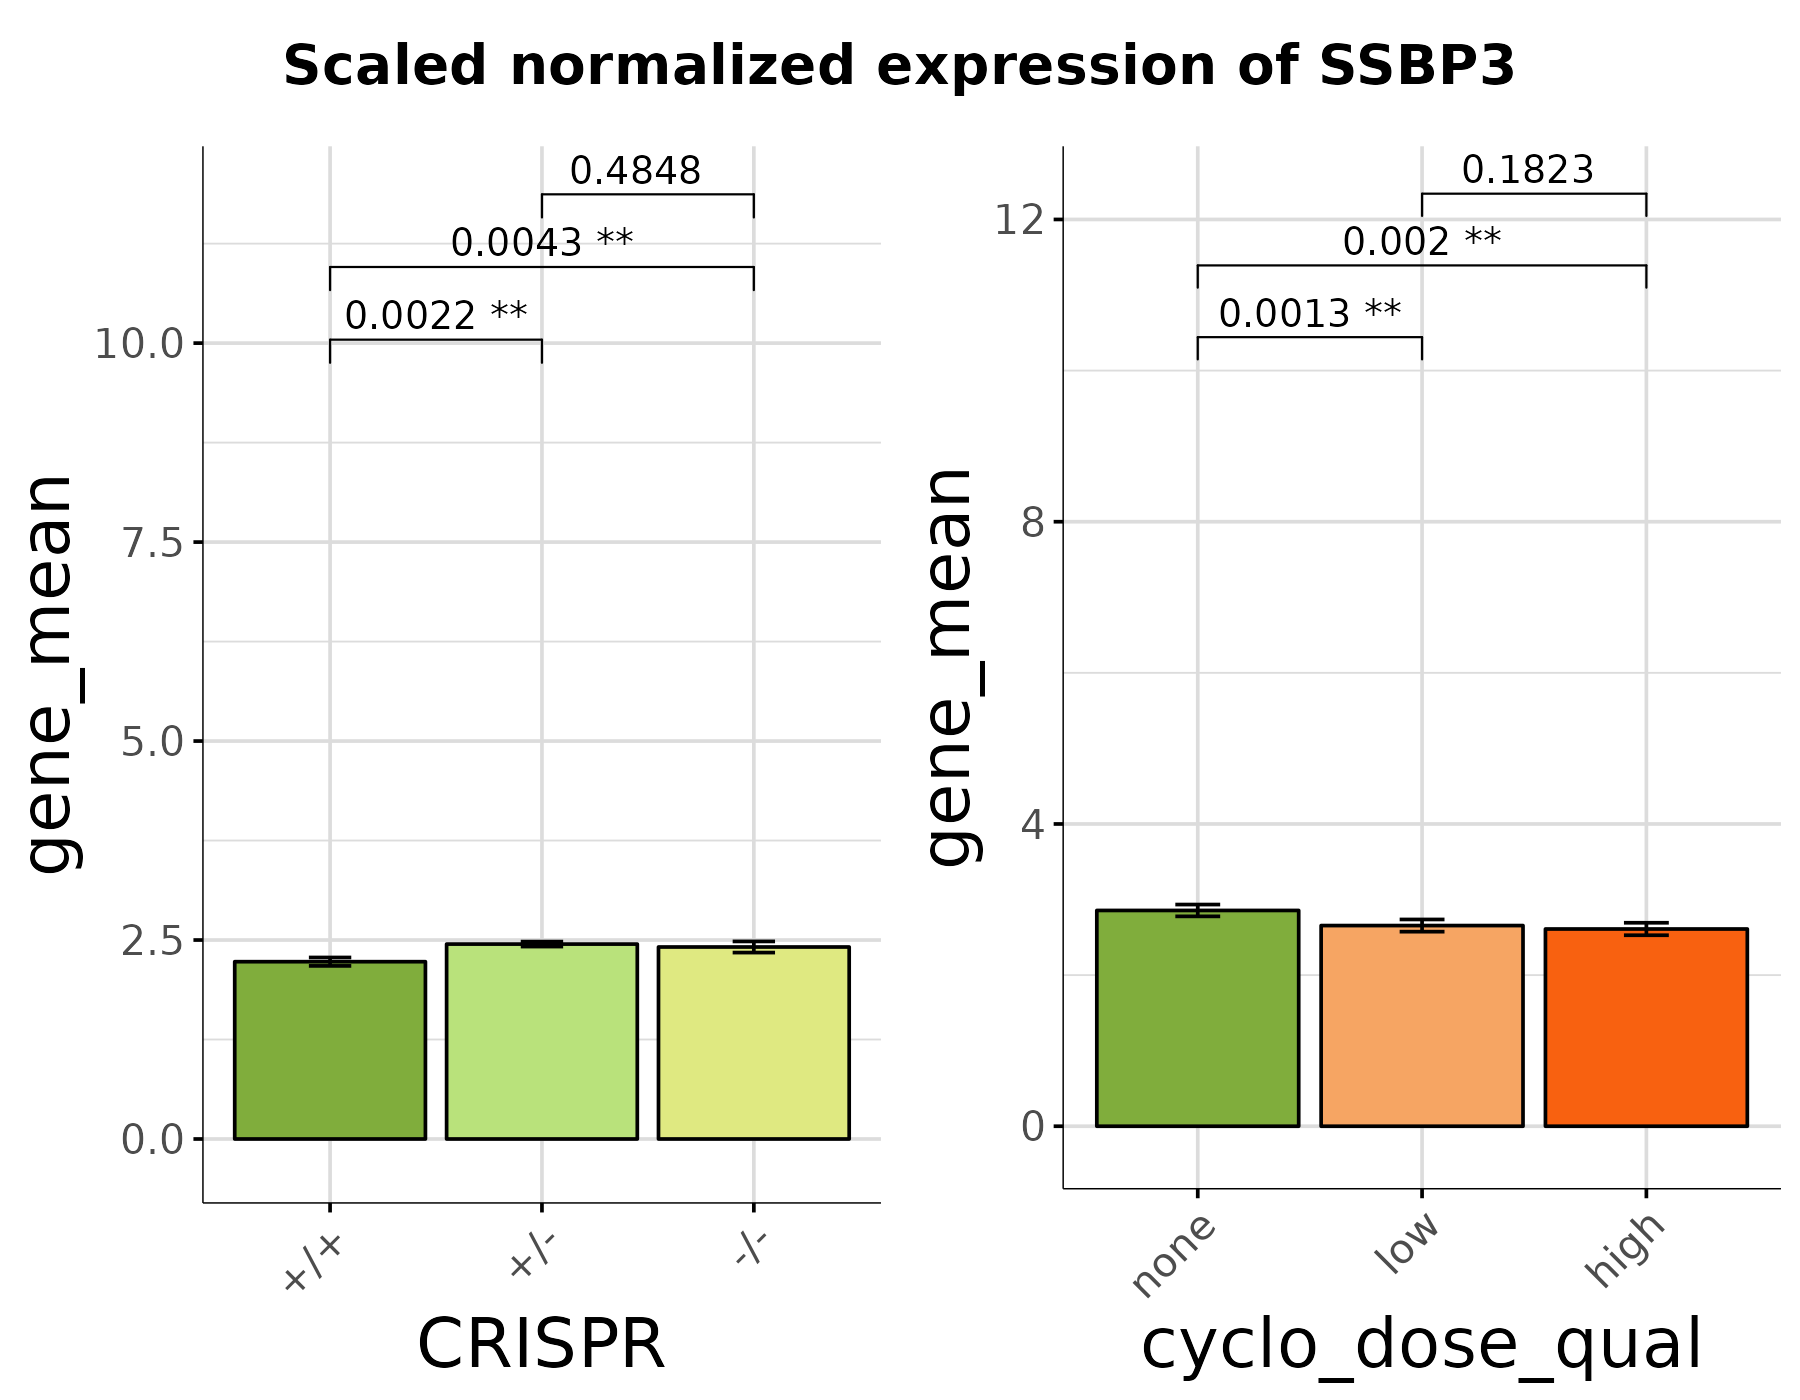 Scaled normalized expression of SSBP3
gene_mean
10.0
7.5
5.0
2.5
0.0
0.4848
0.0043 **
0.0022 **
+/+
+/-
-/-
CRISPR
gene_mean
12
8
4
0
0.1823
0.002 **
0.0013 **
none
low
high
cyclo_dose_qual